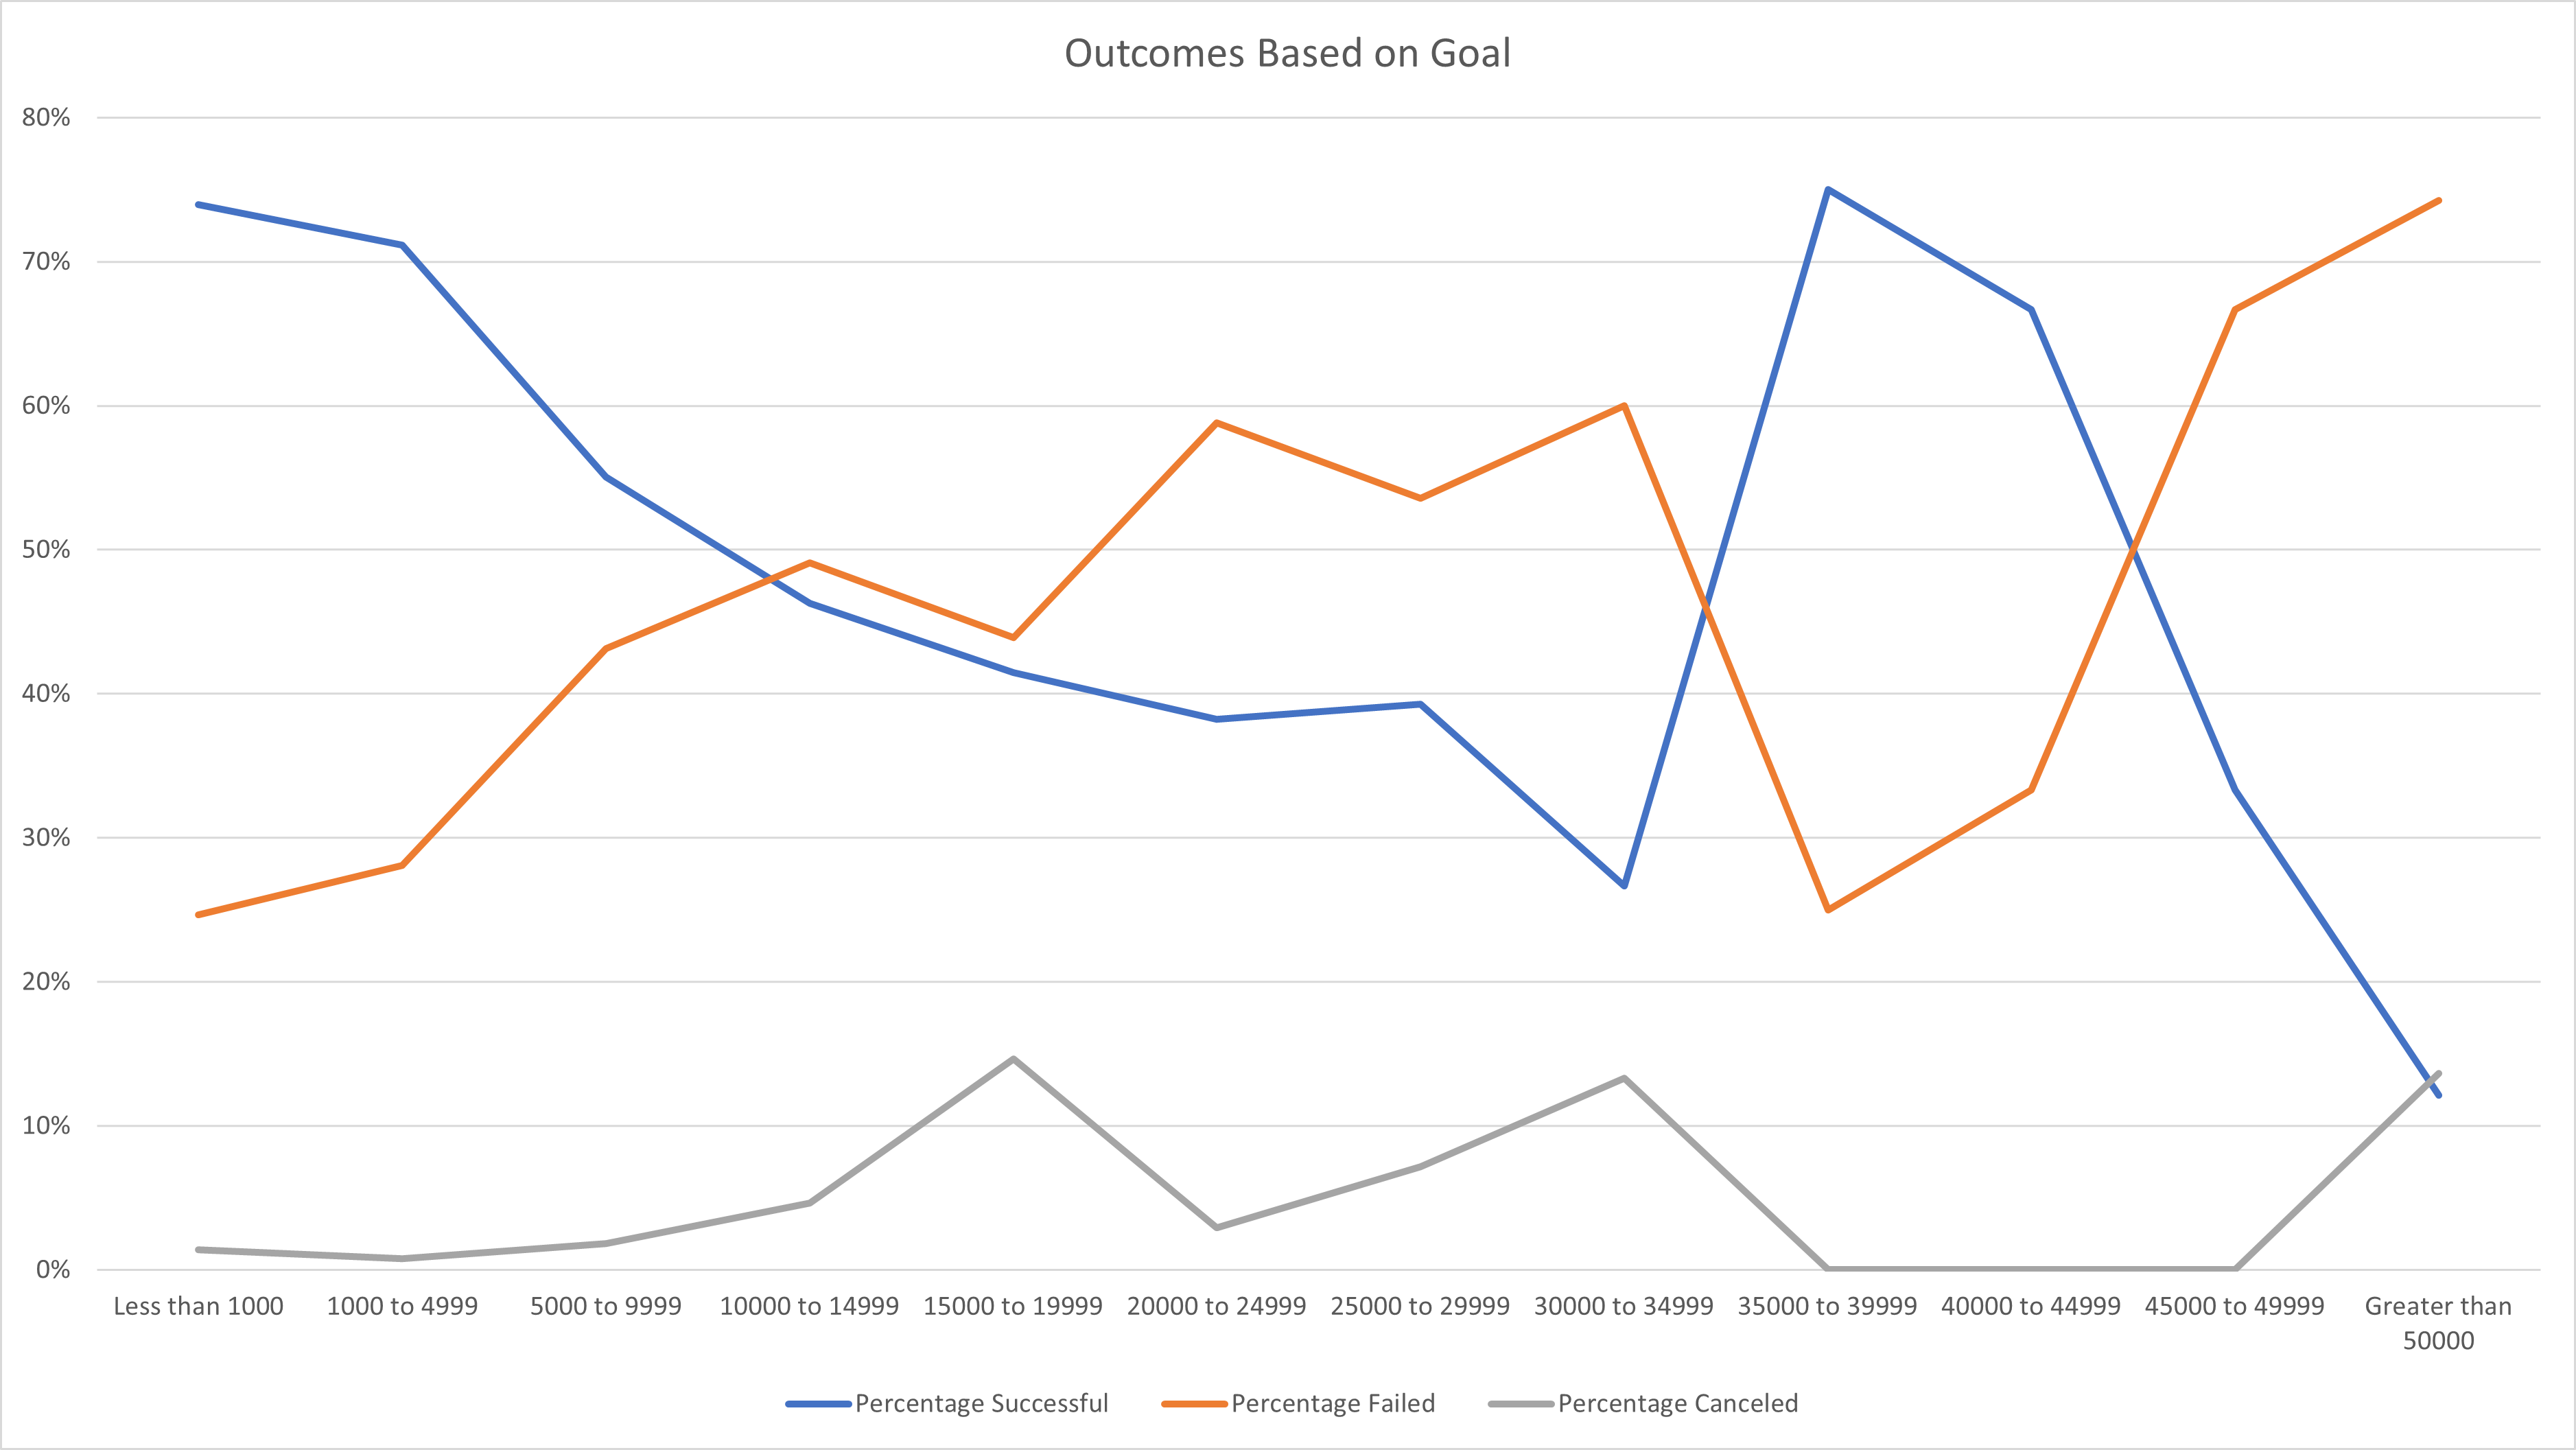 Outcomes Based on Goal
80%
70%
60%
50%
40%
30%
20%
10%
0%
Less than 1000
1000 to 4999
5000 to 9999
10000 to 14999
15000 to 19999
20000 to 24999
25000 to 29999
30000 to 34999
35000 to 39999
40000 to 44999
45000 to 49999
Greater than
50000
Percentage Successful
Percentage Failed
Percentage Canceled